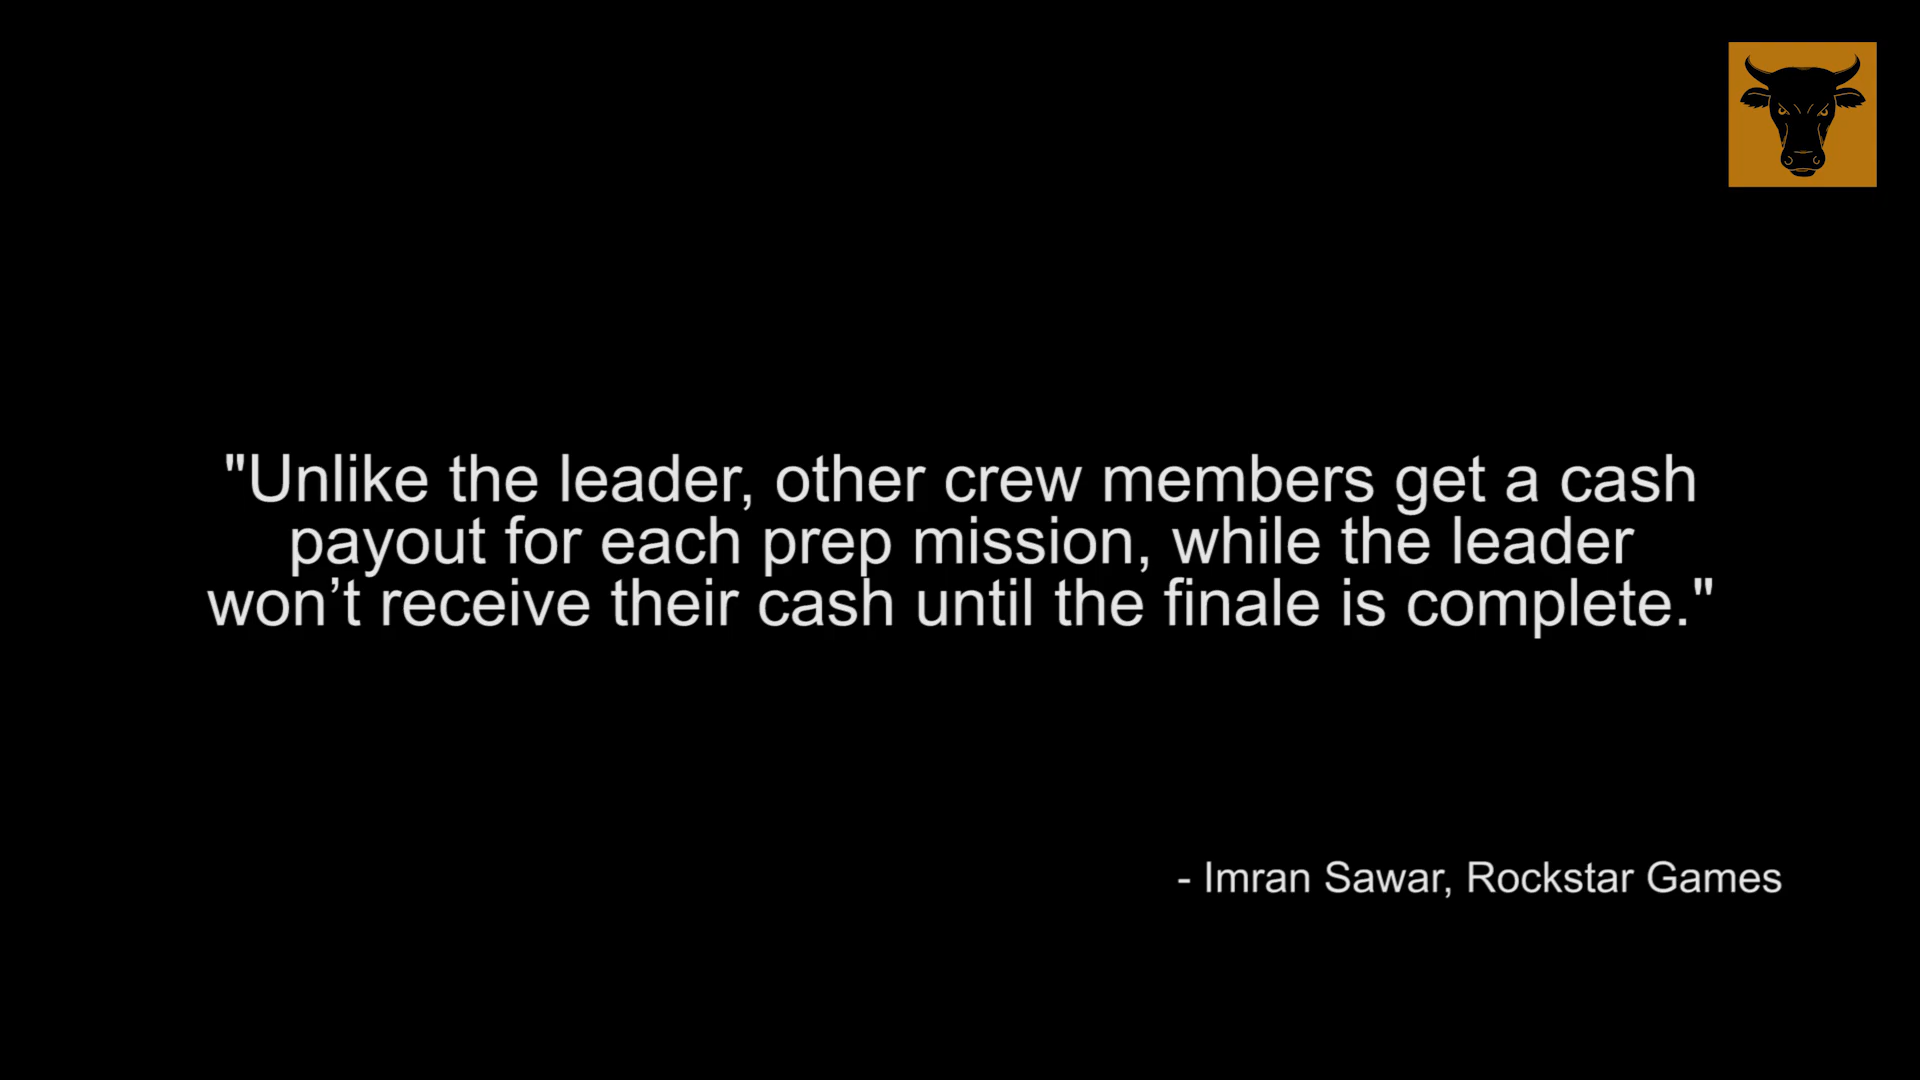 "Unlike the leader, other crew members get a cash
payout for each prep mission, while the leader
won’t receive their cash until the finale is complete."
- Imran Sawar, Rockstar Games